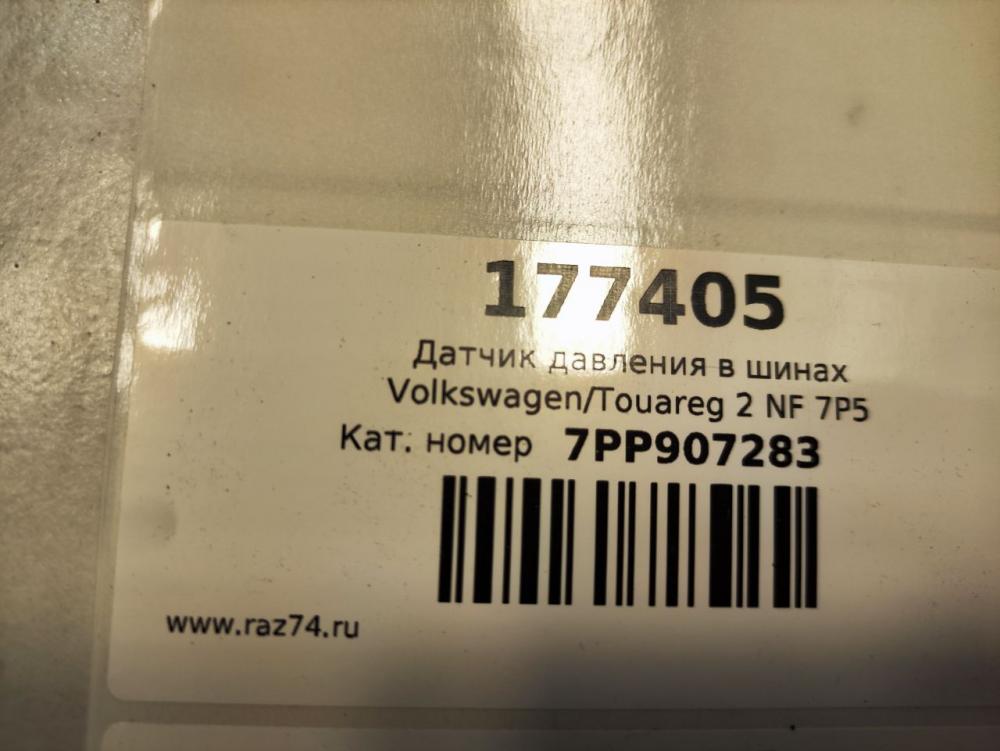 177405
Датчик давления в шинах
Volkswagen/Touareg 2 NF 7P5
Кат. номер 7PP907283
www.raz74.ru